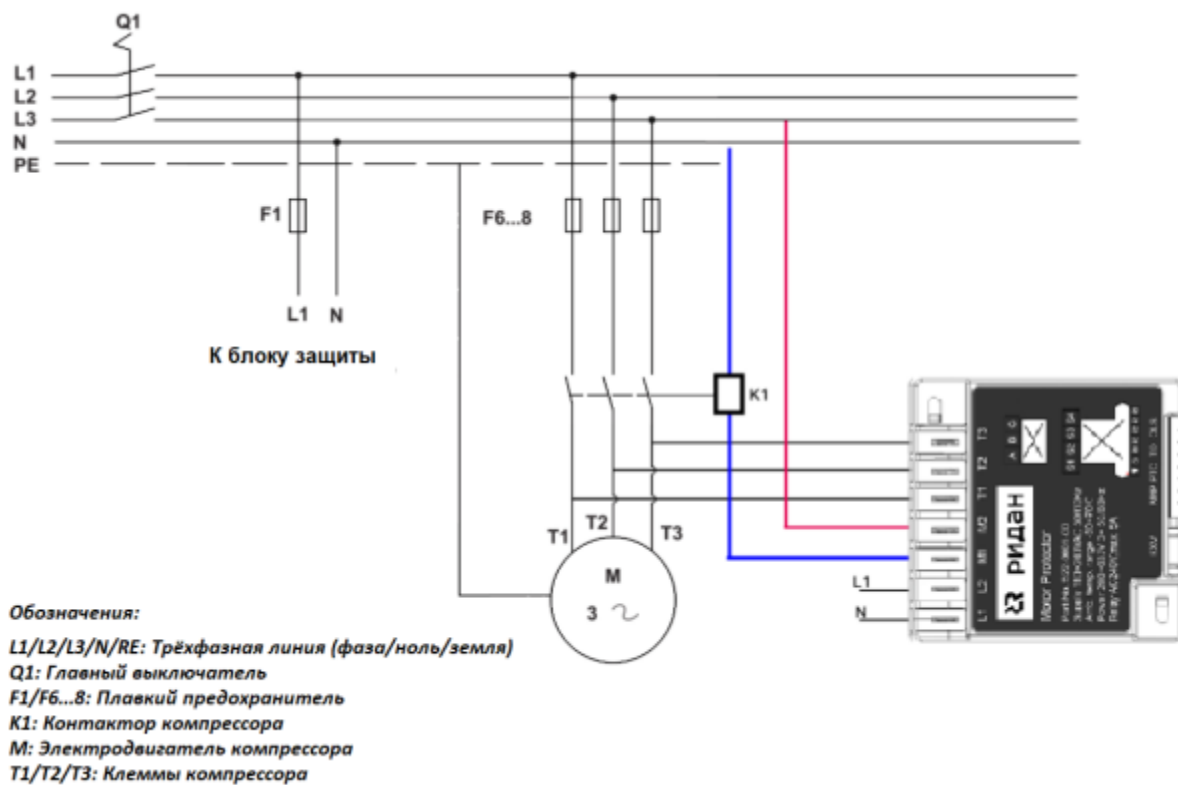 Q1
L1
L2
L3
N
PE
F1
F6...8
L1 N
К блоку защиты
K1
T1
T2
T3
M
3
L1
N
T3
T2
T1
M2
M1
L2
L1
A B C
РИДАН
Motor Protector
Обозначения:
L1/L2/L3/N/RE: Трёхфазная линия (фаза/ноль/земля)
Q1: Главный выключатель
F1/F6...8: Плавкий предохранитель
K1: Контактор компрессора
M: Электродвигатель компрессора
T1/T2/T3: Клеммы компрессора